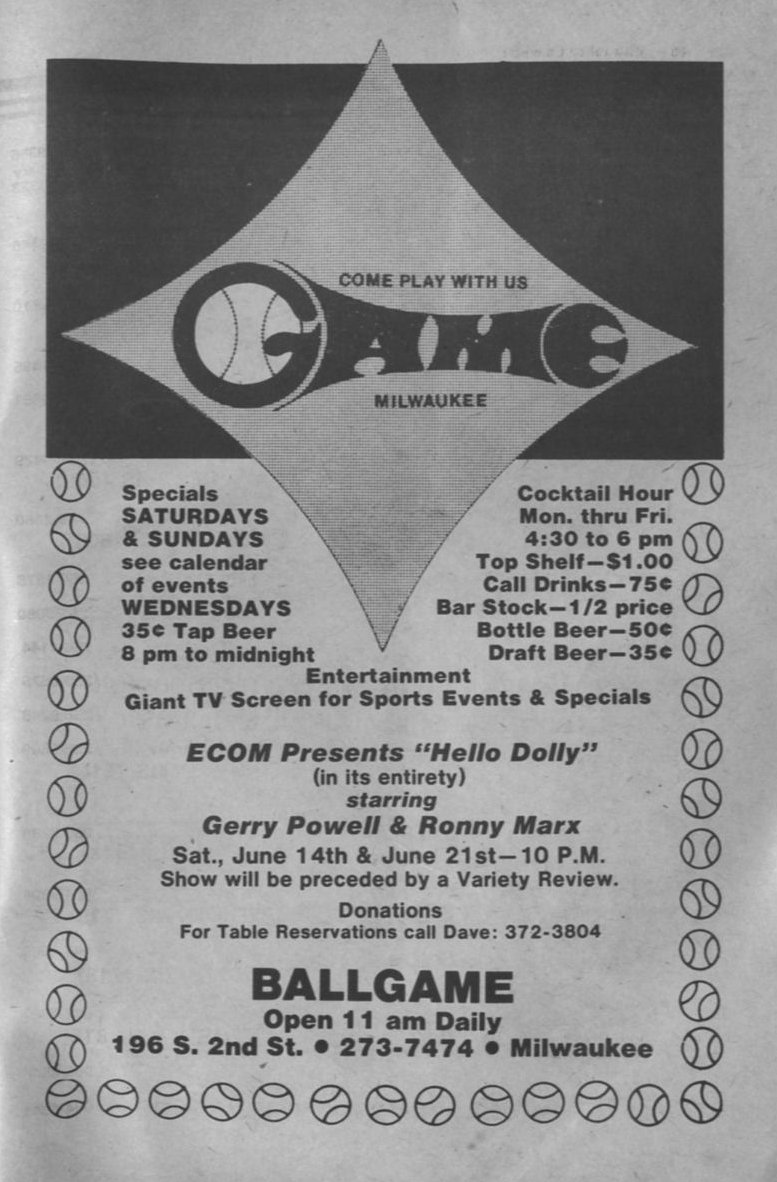 COME PLAY WITH US
GAME
MILWAUKEE
Specials
SATURDAYS
& SUNDAYS
see calendar
of events
WEDNESDAYS
35¢ Tap Beer
8 pm to midnight
Cocktail Hour
Mon. thru Fri.
4:30 to 6 pm
Top Shelf—$1.00
Call Drinks—75¢
Bar Stock—1/2 price
Bottle Beer—50¢
Draft Beer—35¢
Entertainment
Giant TV Screen for Sports Events & Specials
ECOM Presents "Hello Dolly"
(in its entirety)
starring
Gerry Powell & Ronny Marx
Sat., June 14th & June 21st—10 P.M.
Show will be preceded by a Variety Review.
Donations
For Table Reservations call Dave: 372-3804
BALLGAME
Open 11 am Daily
196 S. 2nd St. • 273-7474 • Milwaukee